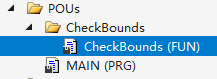 POUs
CheckBounds
CheckBounds (FUN)
MAIN (PRG)